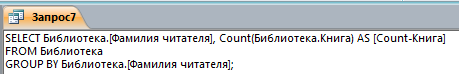 Запрос7
SELECT Библиотека.[Фамилия читателя], Count(Библиотека.Книга) AS [Count-Книга]
FROM Библиотека
GROUP BY Библиотека.[Фамилия читателя];